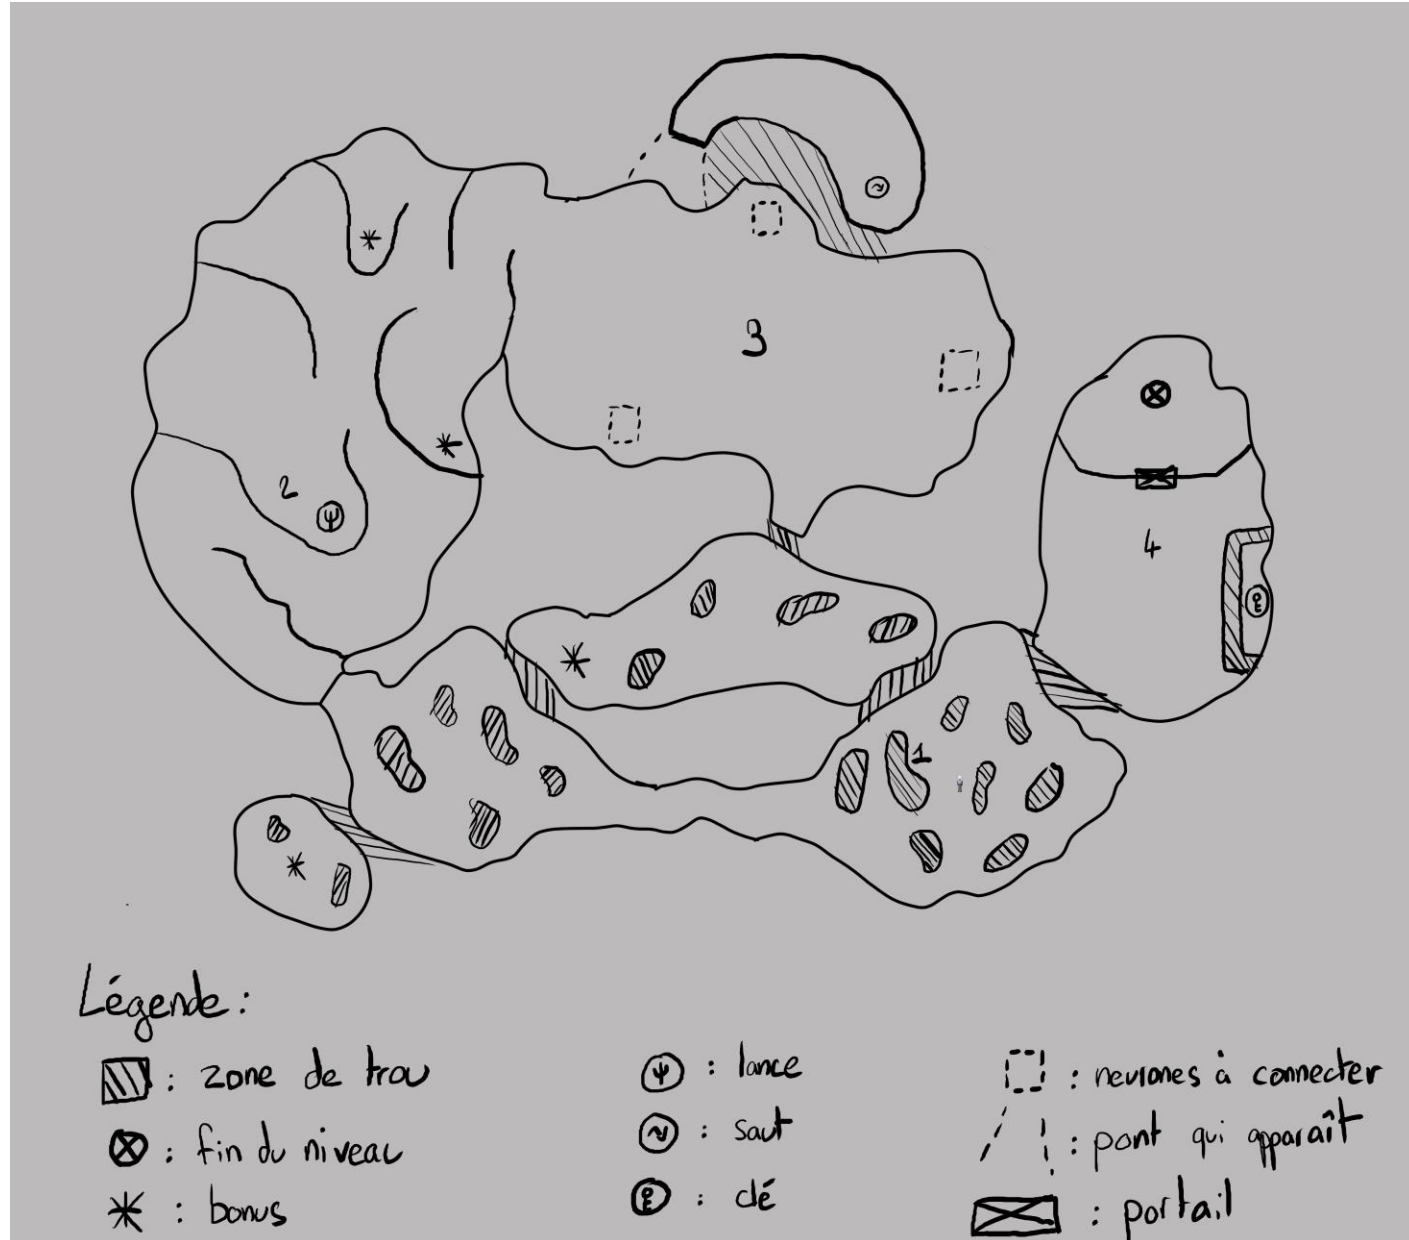 3
4
2
1
Légende :
: zone de trou
: fin du niveau
: bonus
: lance
: saut
: clé
: neurones à connecter
: pont qui apparaît
: portail